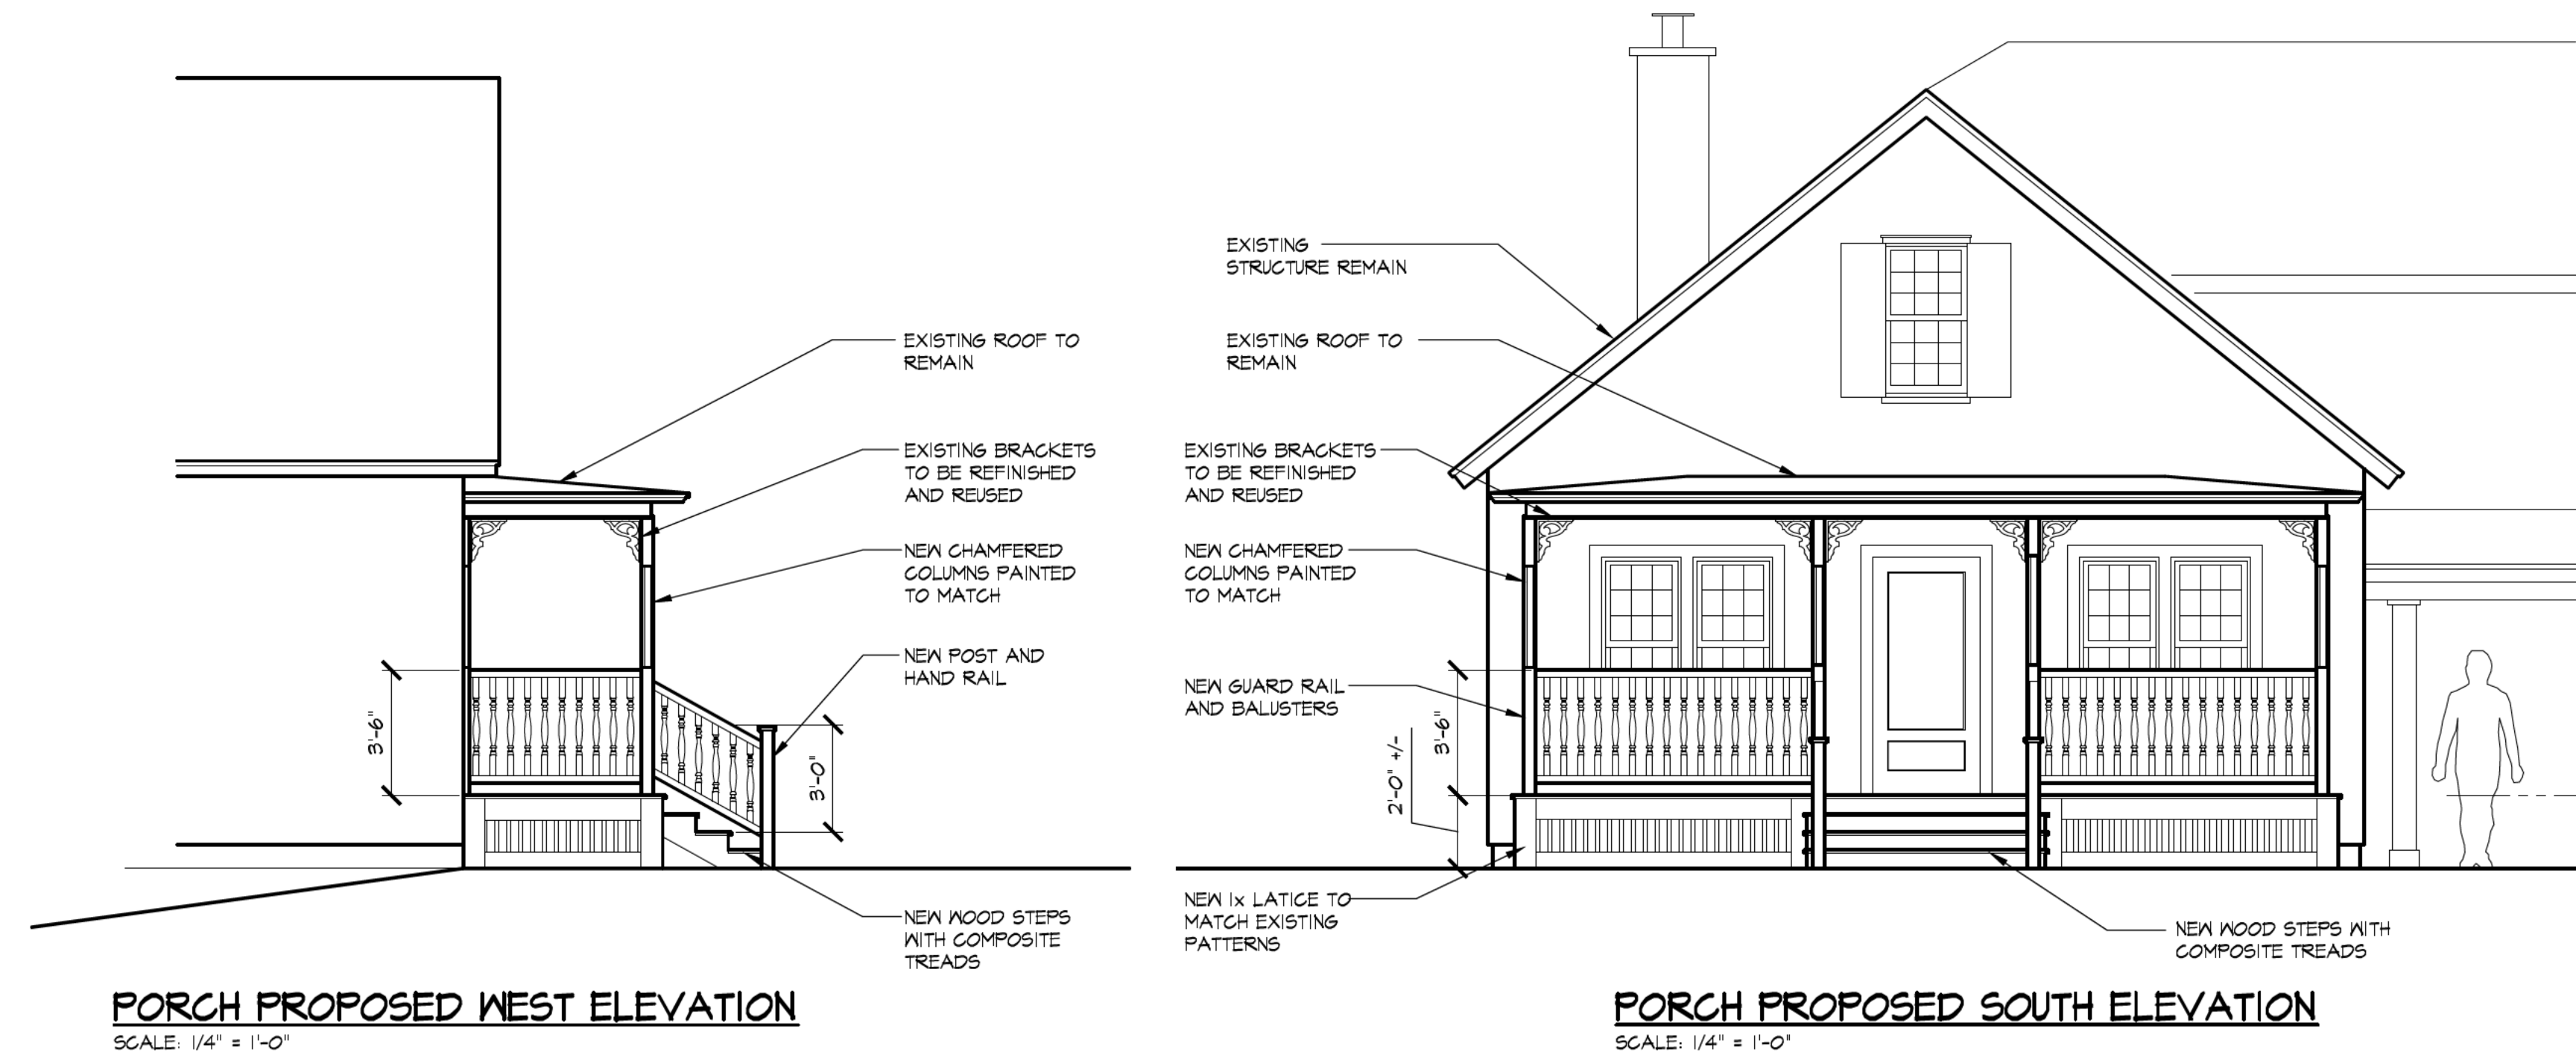 EXISTING ROOF TO
REMAIN
EXISTING BRACKETS
TO BE REFINISHED
AND REUSED
NEW CHAMFERED
COLUMNS PAINTED
TO MATCH
NEW POST AND
HAND RAIL
3'-6"
3'-0"
NEW WOOD STEPS
WITH COMPOSITE
TREADS
PORCH PROPOSED WEST ELEVATION
SCALE: 1/4" = 1'-0"
EXISTING
STRUCTURE REMAIN
EXISTING ROOF TO
REMAIN
EXISTING BRACKETS
TO BE REFINISHED
AND REUSED
NEW CHAMFERED
COLUMNS PAINTED
TO MATCH
NEW GUARD RAIL
AND BALUSTERS
3'-6"
2'-0" +/-
NEW 1x LATICE TO
MATCH EXISTING
PATTERNS
NEW WOOD STEPS WITH
COMPOSITE TREADS
PORCH PROPOSED SOUTH ELEVATION
SCALE: 1/4" = 1'-0"